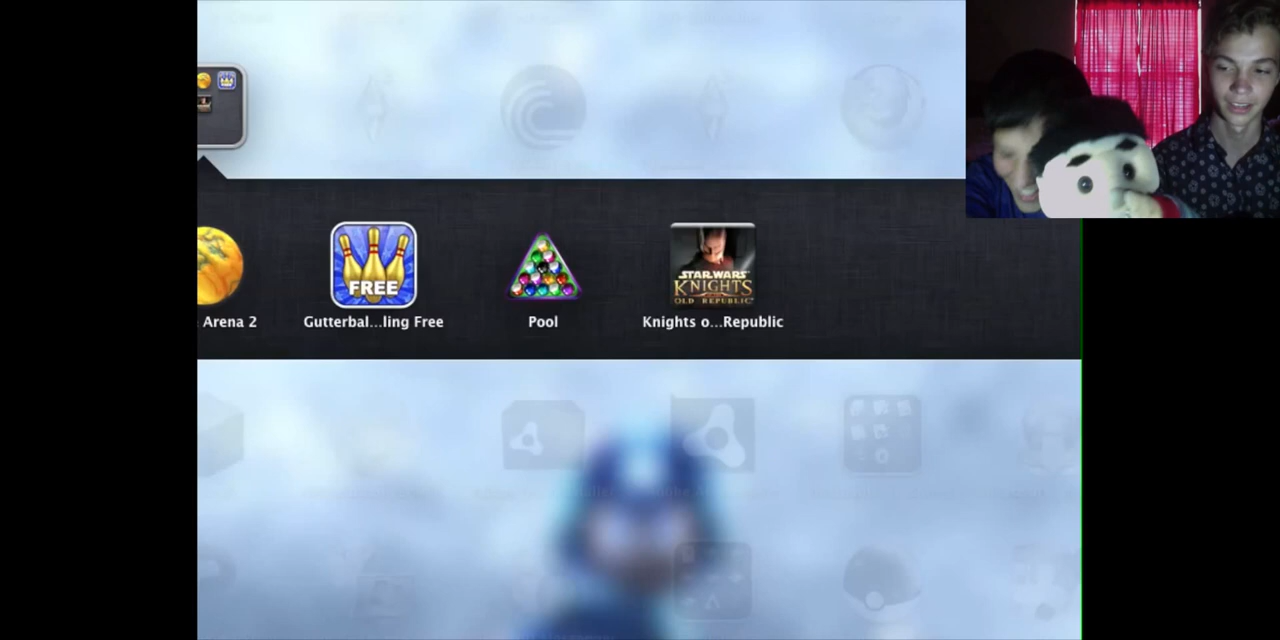 Arena 2
FREE
Gutterbal...ling Free
Pool
STAR WARS
KNIGHTS
OLD REPUBLIC
Knights o...Republic